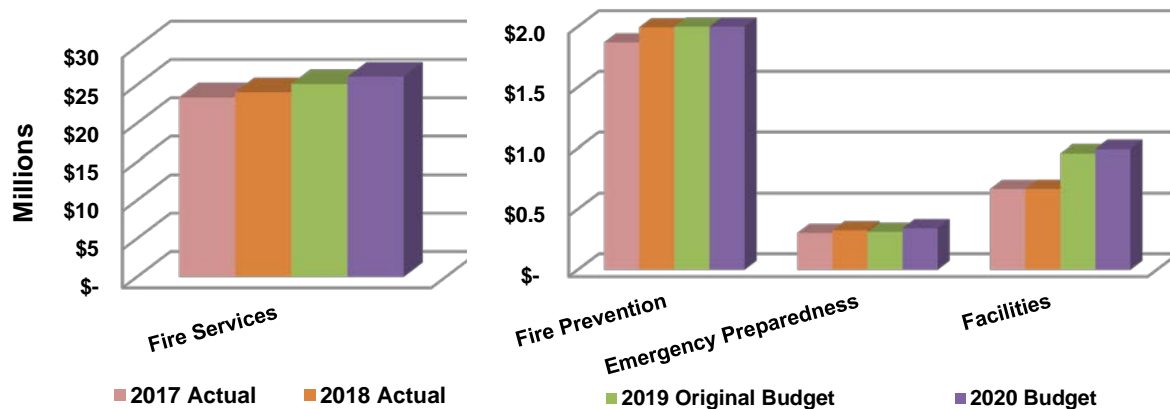 Millions
$30
$25
$20
$15
$10
$5
$-
Fire Services
$2.0
$1.5
$1.0
$0.5
$-
Fire Prevention
Emergency Preparedness
Facilities
2017 Actual
2018 Actual
2019 Original Budget
2020 Budget